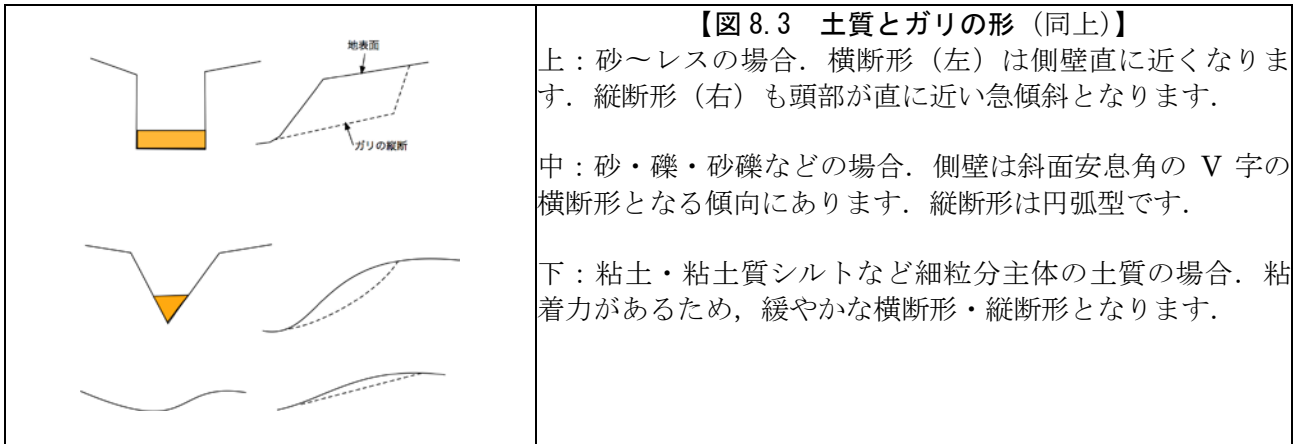 地表面
ガリの縦断
【図 8.3　土質とガリの形（同上）】
上：砂～レスの場合．横断形（左）は側壁直に近くなりま
す．縦断形（右）も頭部が直に近い急傾斜となります．
中：砂・礫・砂礫などの場合．側壁は斜面安息角の V 字の
横断形となる傾向にあります．縦断形は円弧型です．
下：粘土・粘土質シルトなど細粒分主体の土質の場合．粘
着力があるため，緩やかな横断形・縦断形となります．